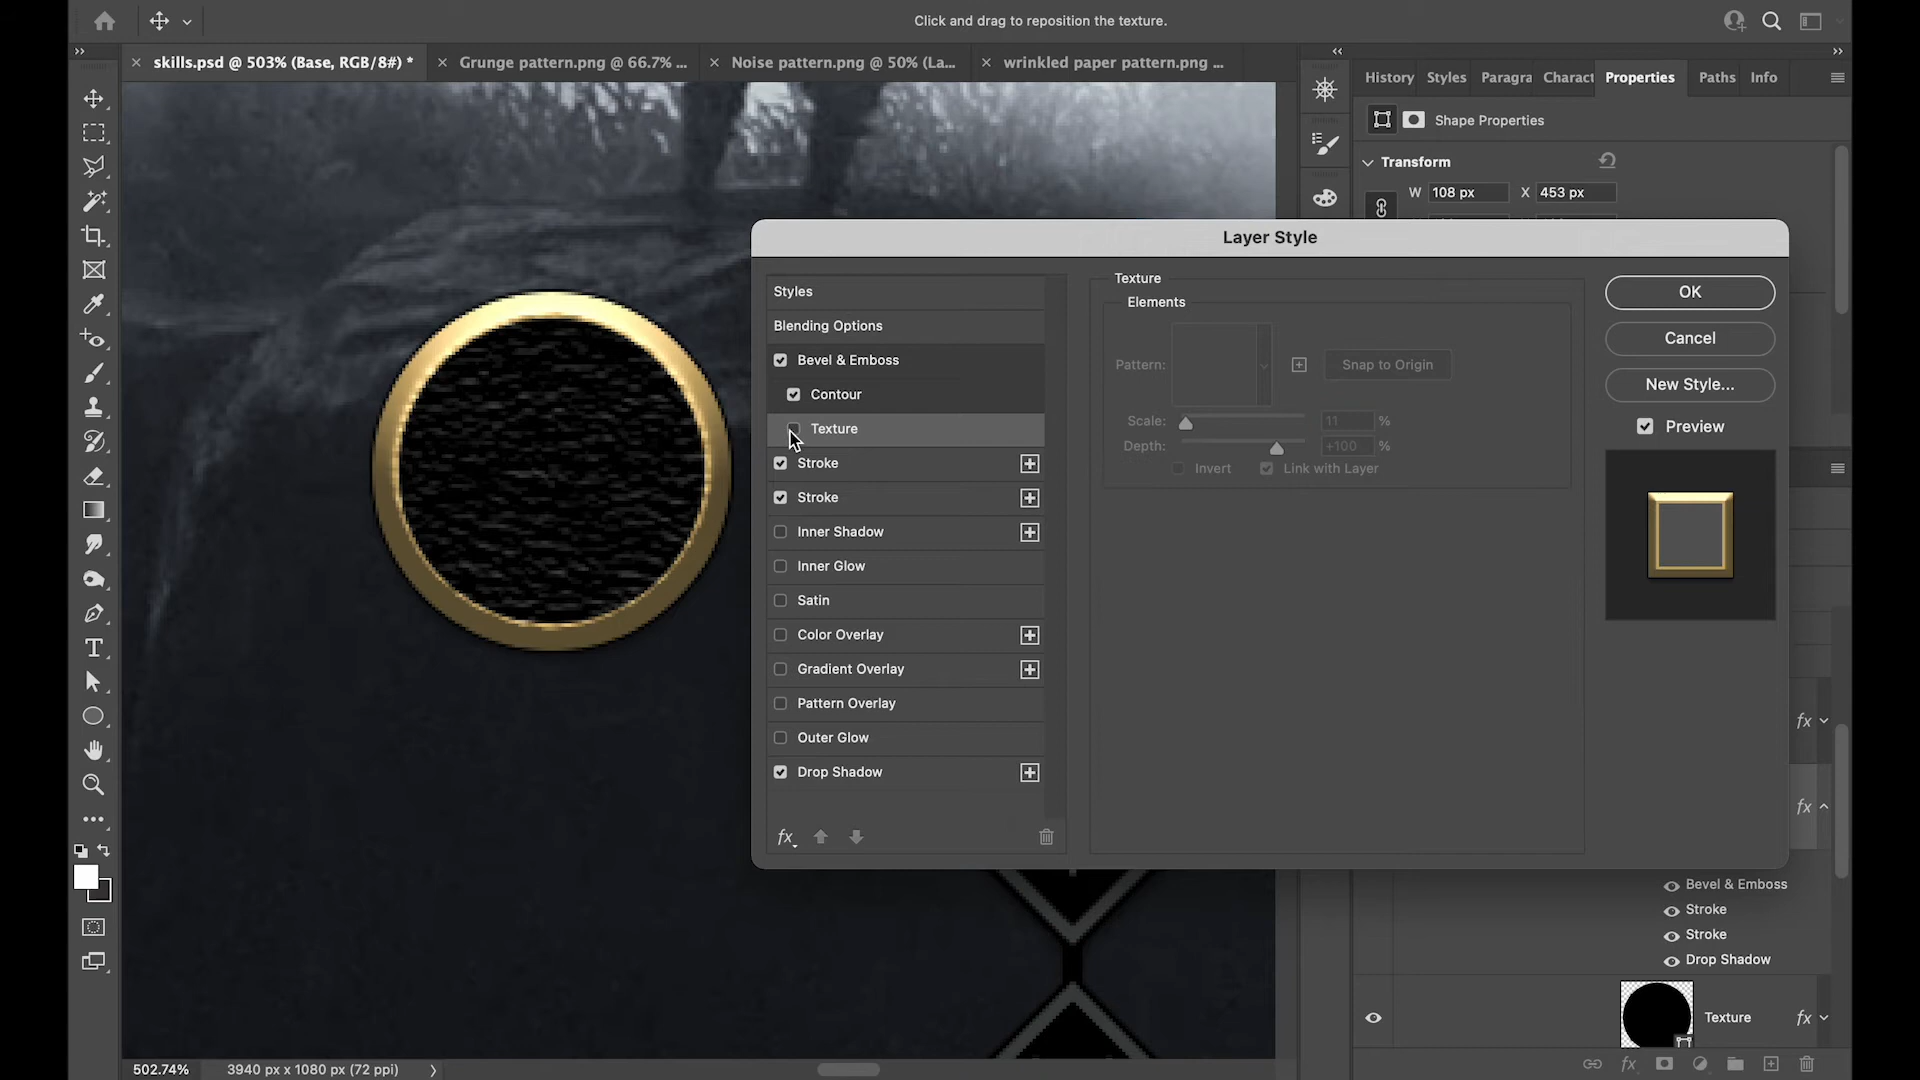 Click and drag to reposition the texture.
skills.psd @ 503% (Base, RGB/8#) *
Grunge pattern.png @ 66.7% ...
Noise pattern.png @ 50% (La...
wrinkled paper pattern.png ...
History
Styles
Paragra
Charact
Properties
Paths
Info
Shape Properties
Transform
W 108 px X 453 px
Layer Style
Styles
Blending Options
Bevel & Emboss
Contour
Texture
Stroke
Stroke
Inner Shadow
Inner Glow
Satin
Color Overlay
Gradient Overlay
Pattern Overlay
Outer Glow
Drop Shadow
fx
Texture
Elements
Pattern:
Snap to Origin
Scale: 11 %
Depth: +100 %
Invert Link with Layer
OK
Cancel
New Style...
Preview
fx
fx
Bevel & Emboss
Stroke
Stroke
Drop Shadow
Texture fx
fx
502.74% 3940 px x 1080 px (72 ppi)